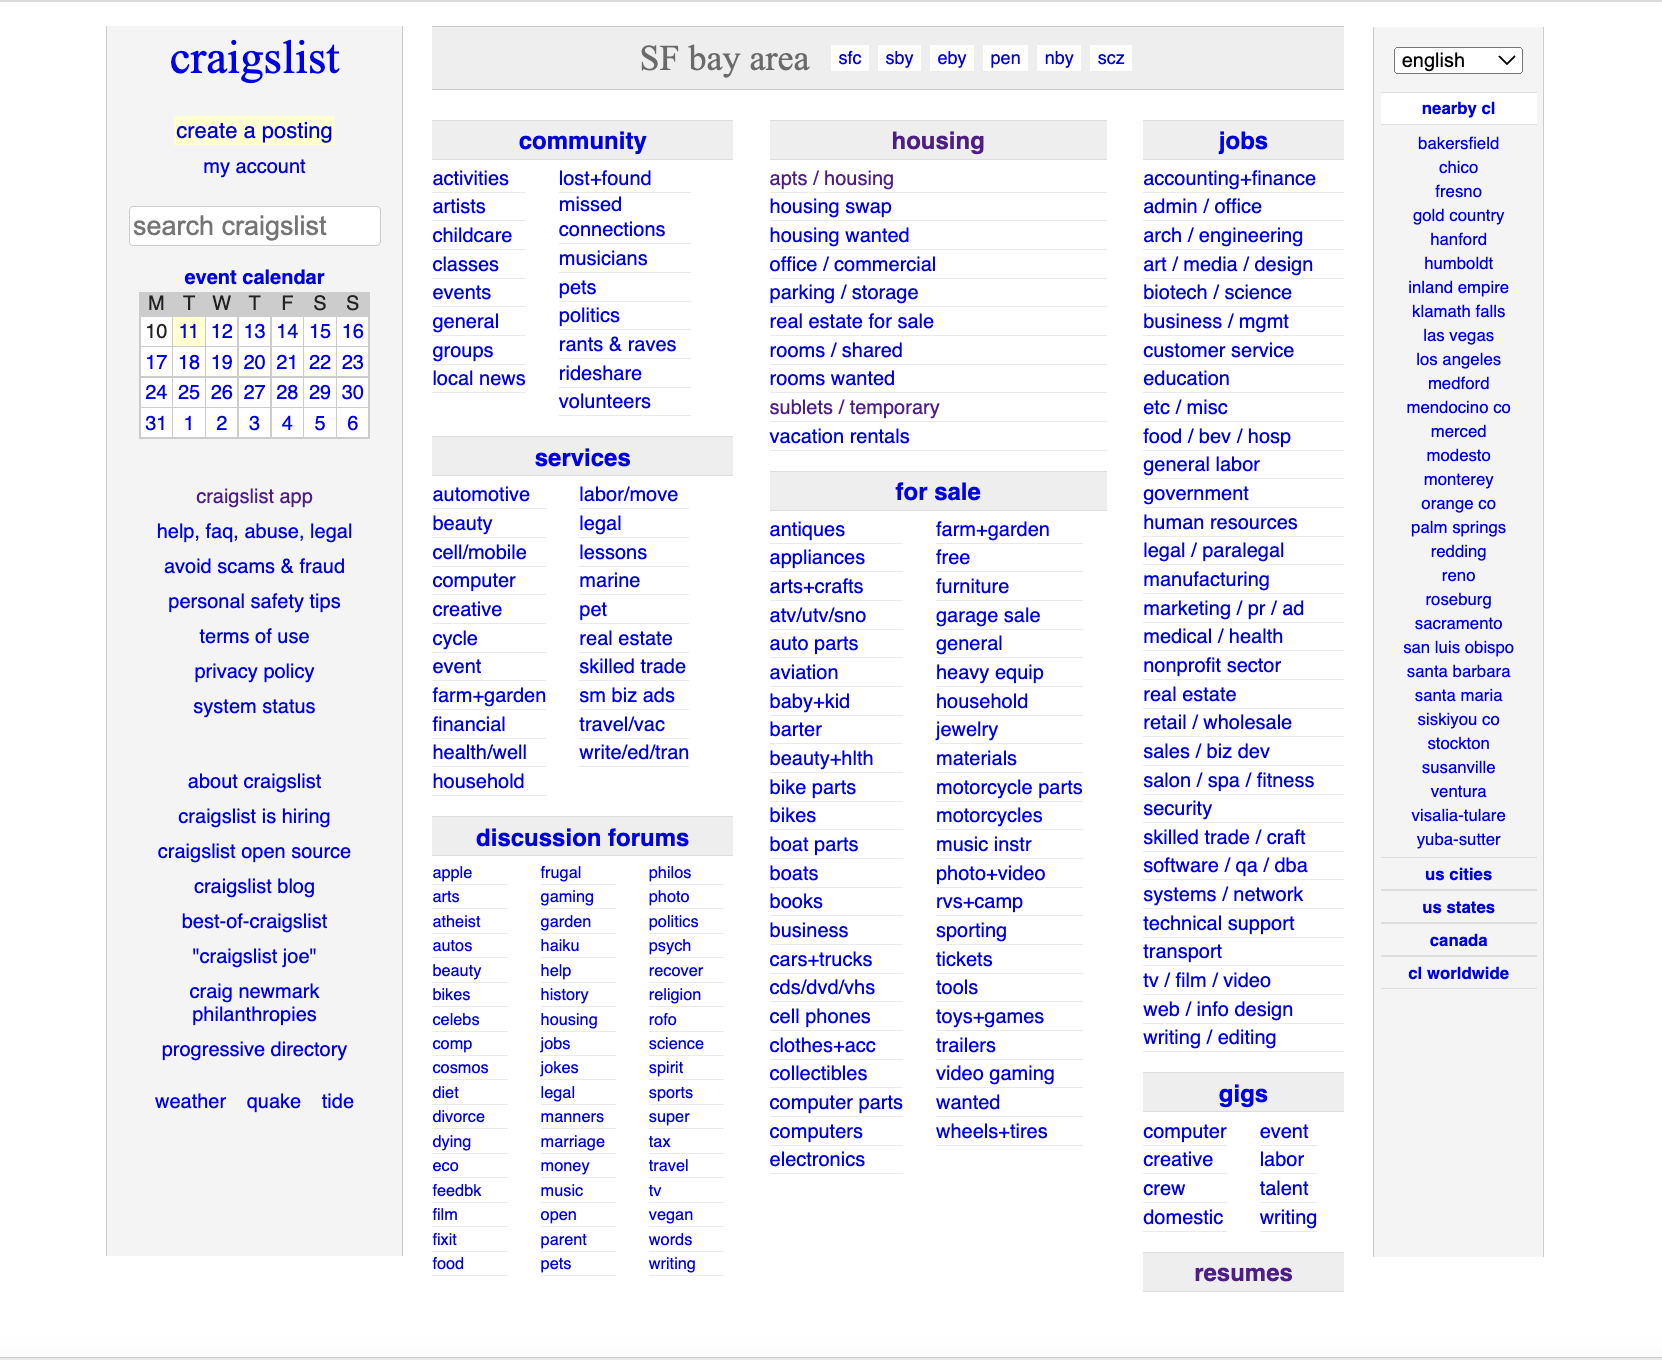 craigslist
create a posting
my account
search craigslist
event calendar
M T W T F S S
10 11 12 13 14 15 16
17 18 19 20 21 22 23
24 25 26 27 28 29 30
31 1 2 3 4 5 6
craigslist app
help, faq, abuse, legal
avoid scams & fraud
personal safety tips
terms of use
privacy policy
system status
about craigslist
craigslist is hiring
craigslist open source
craigslist blog
best-of-craigslist
"craigslist joe"
craig newmark
philanthropies
progressive directory
weather quake tide
SF bay area sfc sby eby pen nby scz
community
activities
artists
childcare
classes
events
general
groups
local news
lost+found
missed
connections
musicians
pets
politics
rants & raves
rideshare
volunteers
services
automotive
beauty
cell/mobile
computer
creative
cycle
event
farm+garden
financial
health/well
household
labor/move
legal
lessons
marine
pet
real estate
skilled trade
sm biz ads
travel/vac
write/ed/tran
discussion forums
apple
arts
atheist
autos
beauty
bikes
celebs
comp
cosmos
diet
divorce
dying
eco
feedbk
film
fixit
food
frugal
gaming
garden
haiku
help
history
housing
jobs
jokes
legal
manners
marriage
money
music
open
parent
pets
philos
photo
politics
psych
recover
religion
rofo
science
spirit
sports
super
tax
travel
tv
vegan
words
writing
housing
apts / housing
housing swap
housing wanted
office / commercial
parking / storage
real estate for sale
rooms / shared
rooms wanted
sublets / temporary
vacation rentals
for sale
antiques
appliances
arts+crafts
atv/utv/sno
auto parts
aviation
baby+kid
barter
beauty+hlth
bike parts
bikes
boat parts
boats
books
business
cars+trucks
cds/dvd/vhs
cell phones
clothes+acc
collectibles
computer parts
computers
electronics
farm+garden
free
furniture
garage sale
general
heavy equip
household
jewelry
materials
motorcycle parts
motorcycles
music instr
photo+video
rvs+camp
sporting
tickets
tools
toys+games
trailers
video gaming
wanted
wheels+tires
jobs
accounting+finance
admin / office
arch / engineering
art / media / design
biotech / science
business / mgmt
customer service
education
etc / misc
food / bev / hosp
general labor
government
human resources
legal / paralegal
manufacturing
marketing / pr / ad
medical / health
nonprofit sector
real estate
retail / wholesale
sales / biz dev
salon / spa / fitness
security
skilled trade / craft
software / qa / dba
systems / network
technical support
transport
tv / film / video
web / info design
writing / editing
gigs
computer
creative
crew
domestic
event
labor
talent
writing
resumes
english
nearby cl
bakersfield
chico
fresno
gold country
hanford
humboldt
inland empire
klamath falls
las vegas
los angeles
medford
mendocino co
merced
modesto
monterey
orange co
palm springs
redding
reno
roseburg
sacramento
san luis obispo
santa barbara
santa maria
siskiyou co
stockton
susanville
ventura
visalia-tulare
yuba-sutter
us cities
us states
canada
cl worldwide